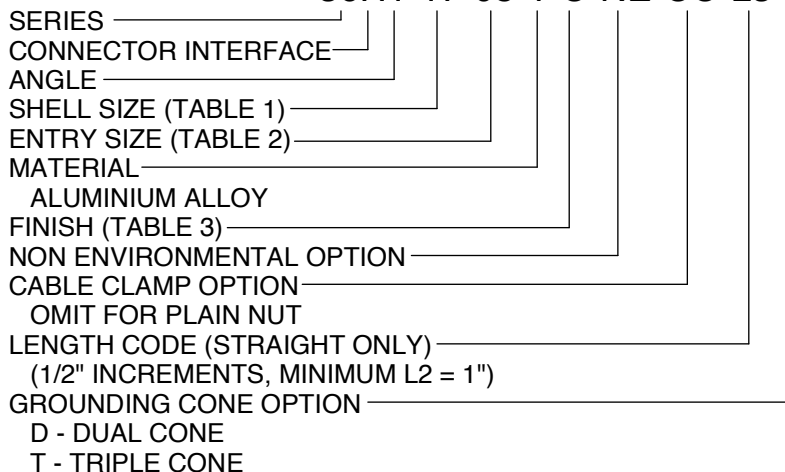 SERIES
CONNECTOR INTERFACE
ANGLE
SHELL SIZE (TABLE 1)
ENTRY SIZE (TABLE 2)
MATERIAL
ALUMINIUM ALLOY
FINISH (TABLE 3)
NON ENVIRONMENTAL OPTION
CABLE CLAMP OPTION
OMIT FOR PLAIN NUT
LENGTH CODE (STRAIGHT ONLY)
(1/2" INCREMENTS, MINIMUM L2 = 1")
GROUNDING CONE OPTION
D - DUAL CONE
T - TRIPLE CONE